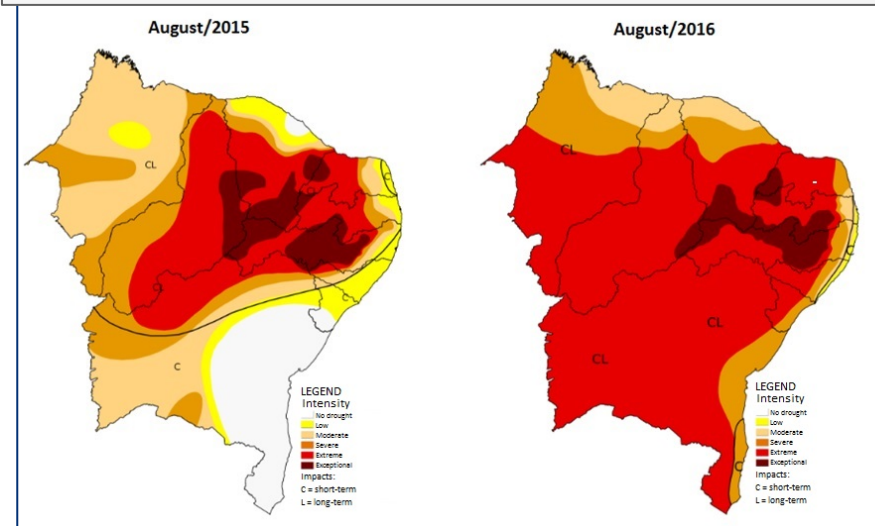 August/2015
CL
C
CL
C
C
LEGEND
Intensity
No drought
Low
Moderate
Severe
Extreme
Exceptional
Impacts:
C = short-term
L = long-term
August/2016
CL
C
CL
CL
C
LEGEND
Intensity
No drought
Low
Moderate
Severe
Extreme
Exceptional
Impacts:
C = short-term
L = long-term